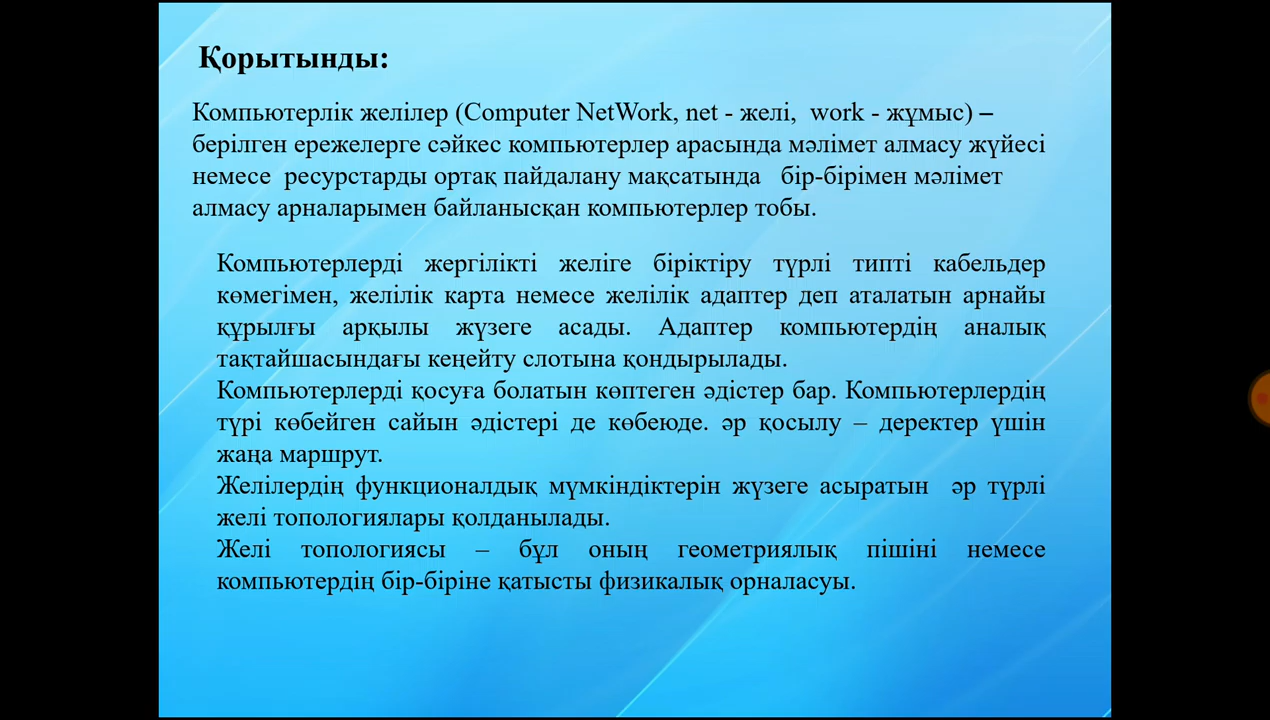 Қорытынды:
Компьютерлік желілер (Computer NetWork, net - желі, work - жұмыс) –
берілген ережелерге сәйкес компьютерлер арасында мәлімет алмасу жүйесі
немесе ресурстарды ортақ пайдалану мақсатында бір-бірімен мәлімет
алмасу арналарымен байланысқан компьютерлер тобы.
Компьютерлерді жергілікті желіге біріктіру түрлі типті кабельдер
көмегімен, желілік карта немесе желілік адаптер деп аталатын арнайы
құрылғы арқылы жүзеге асады. Адаптер компьютердің аналық
тақтайшасындағы кеңейту слотына қондырылады.
Компьютерлерді қосуға болатын көптеген әдістер бар. Компьютерлердің
түрі көбейген сайын әдістері де көбеюде. әр қосылу – деректер үшін
жаңа маршрут.
Желілердің функционалдық мүмкіндіктерін жүзеге асыратын әр түрлі
желі топологиялары қолданылады.
Желі топологиясы – бұл оның геометриялық пішіні немесе
компьютердің бір-біріне қатысты физикалық орналасуы.